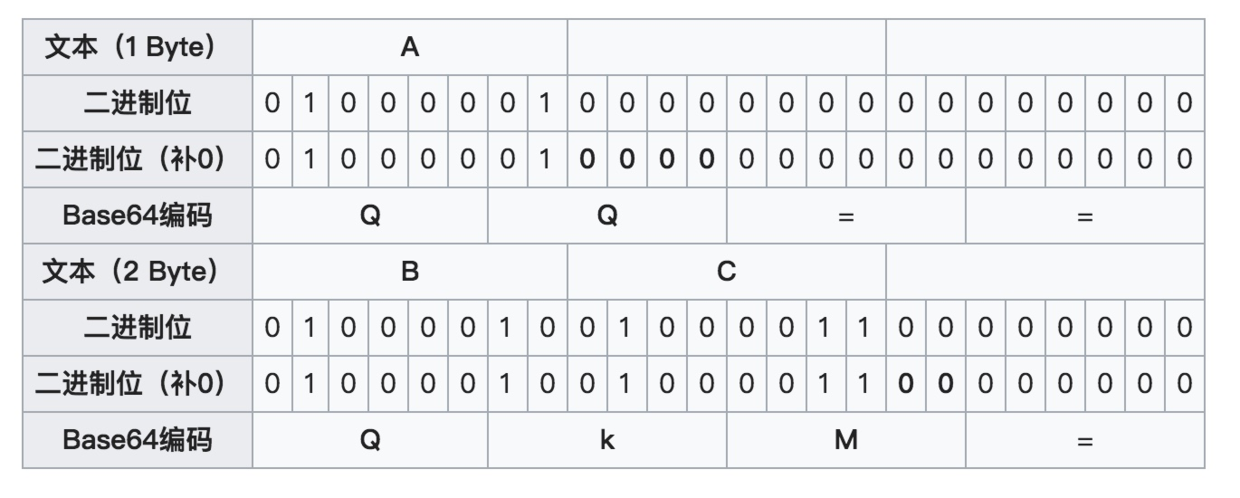 文本（1 Byte） A
二进制位 0 1 0 0 0 0 0 1 0 0 0 0 0 0 0 0 0 0 0 0 0 0 0 0
二进制位（补0） 0 1 0 0 0 0 0 1 0 0 0 0 0 0 0 0 0 0 0 0 0 0 0 0
Base64编码 Q Q = =
文本（2 Byte） B C
二进制位 0 1 0 0 0 0 1 0 0 1 0 0 0 0 1 1 0 0 0 0 0 0 0 0
二进制位（补0） 0 1 0 0 0 0 1 0 0 1 0 0 0 0 1 1 0 0 0 0 0 0 0 0
Base64编码 Q k M =